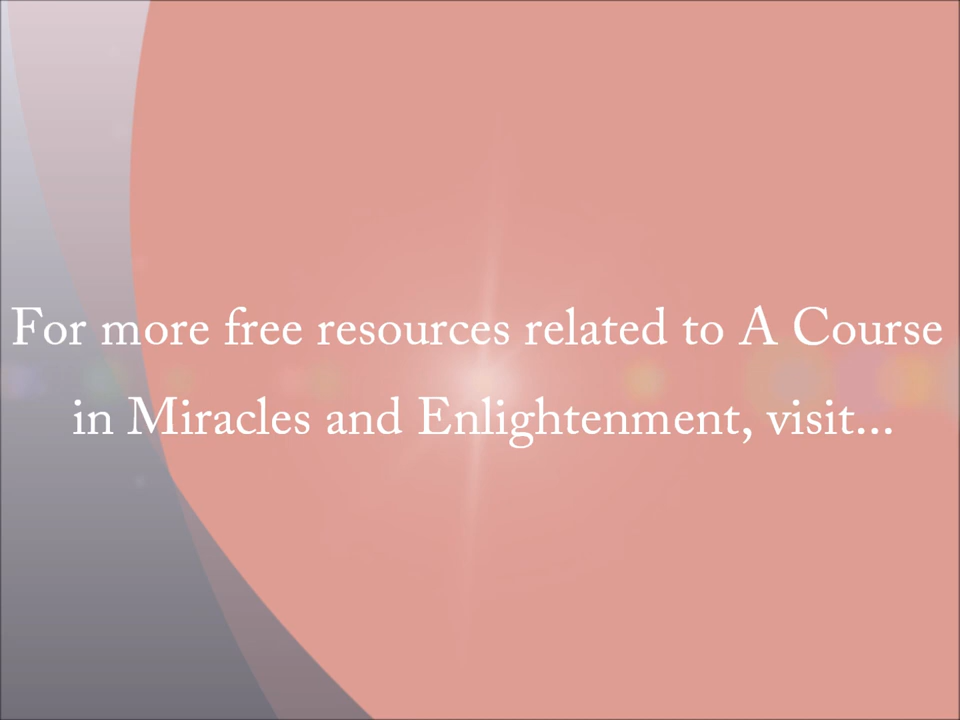 For more free resources related to A Course
in Miracles and Enlightenment, visit...